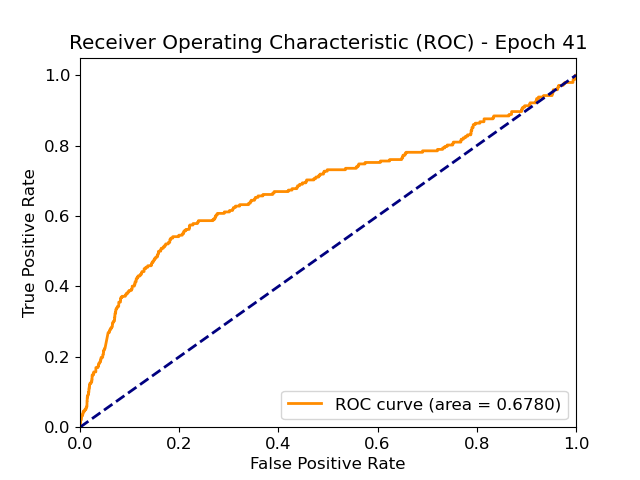 Receiver Operating Characteristic (ROC) - Epoch 41
True Positive Rate
1.0
0.8
0.6
0.4
0.2
0.0
ROC curve (area = 0.6780)
0.0 0.2 0.4 0.6 0.8 1.0
False Positive Rate